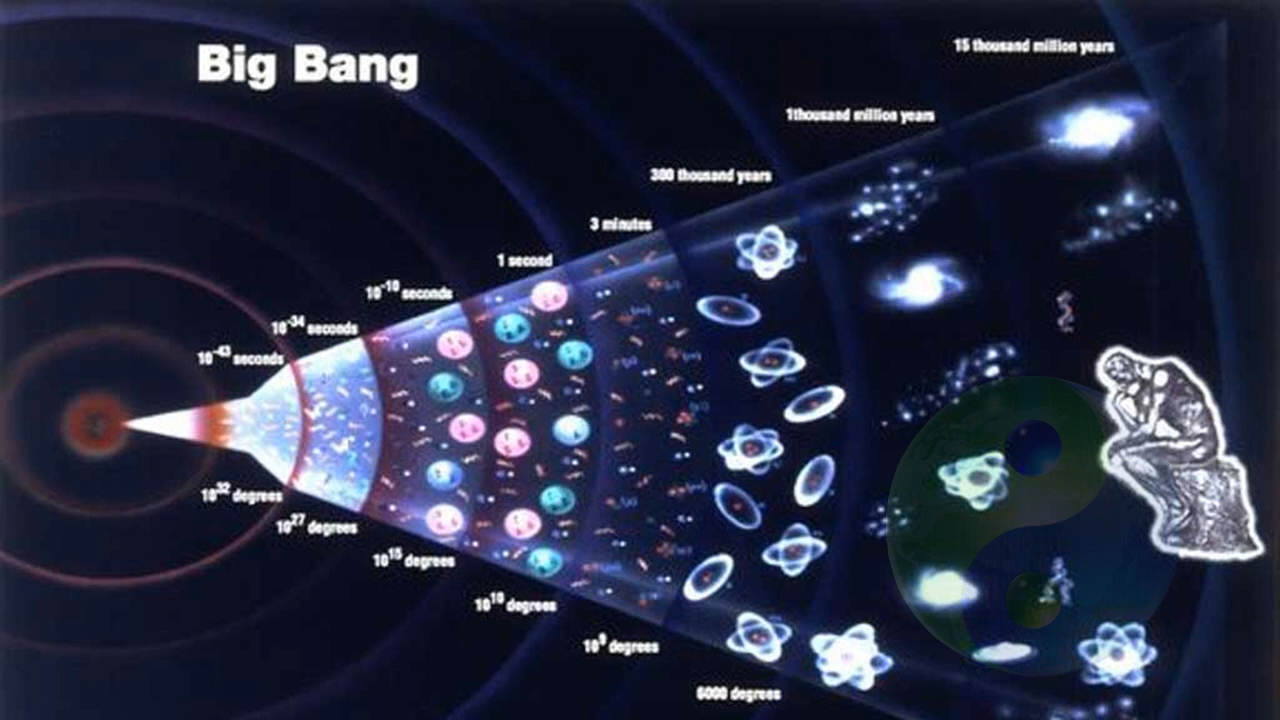 Big Bang
15 thousand million years
1thousand million years
300 thousand years
3 minutes
1 second
10⁻¹⁰ seconds
10⁻³⁴ seconds
10⁻⁴³ seconds
10³² degrees
10²⁷ degrees
10¹⁵ degrees
10¹⁰ degrees
10⁹ degrees
6000 degrees